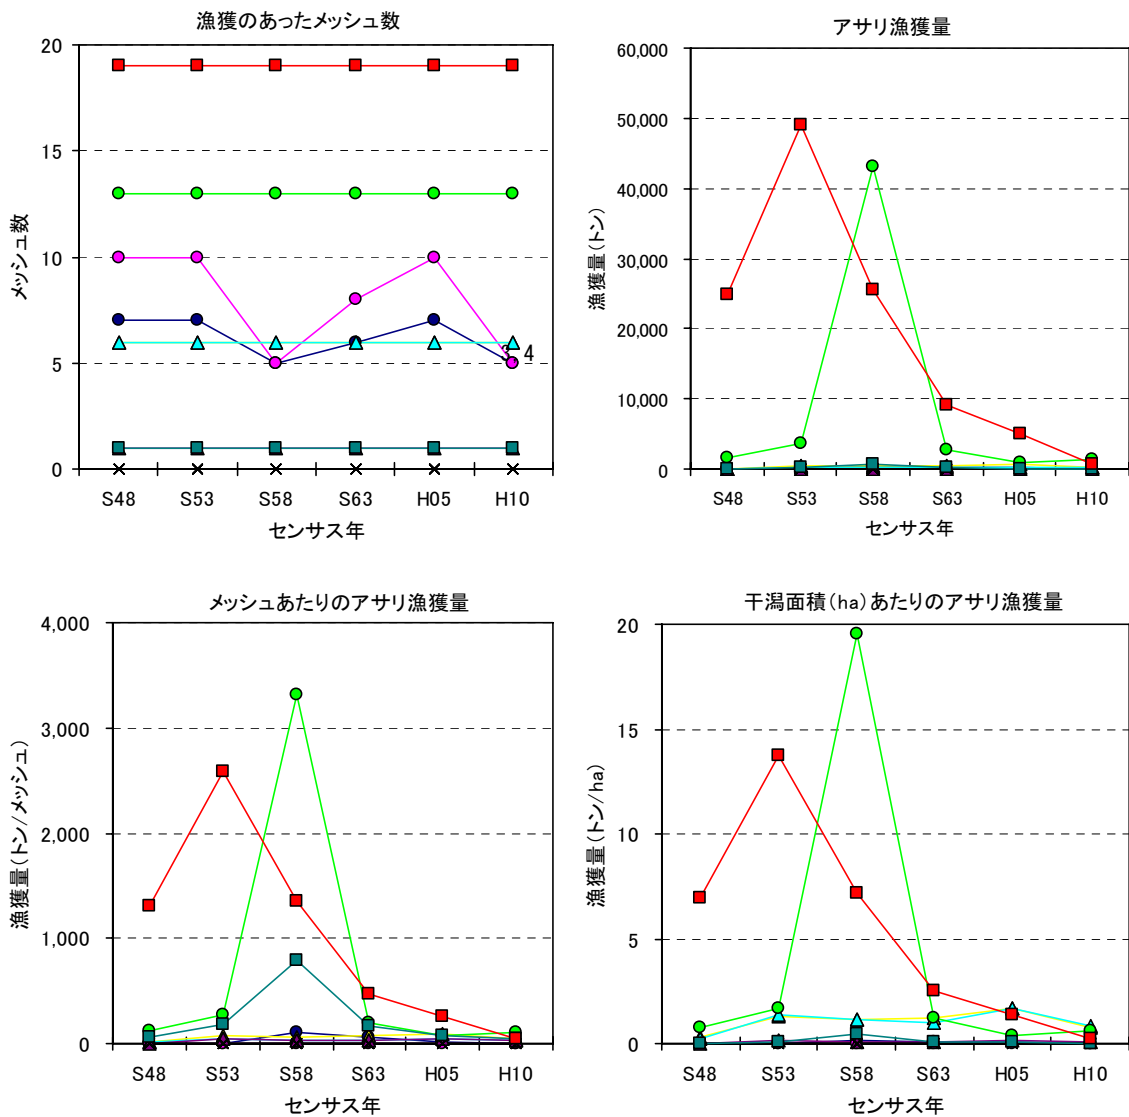 漁獲のあったメッシュ数
メッシュ数
20
15
10
5
0
3.4
S48 S53 S58 S63 H05 H10
センサス年
アサリ漁獲量
漁獲量(トン)
60,000
50,000
40,000
30,000
20,000
10,000
0
S48 S53 S58 S63 H05 H10
センサス年
メッシュあたりのアサリ漁獲量
漁獲量(トン/メッシュ)
4,000
3,000
2,000
1,000
0
S48 S53 S58 S63 H05 H10
センサス年
干潟面積(ha)あたりのアサリ漁獲量
漁獲量(トン/ha)
20
15
10
5
0
S48 S53 S58 S63 H05 H10
センサス年